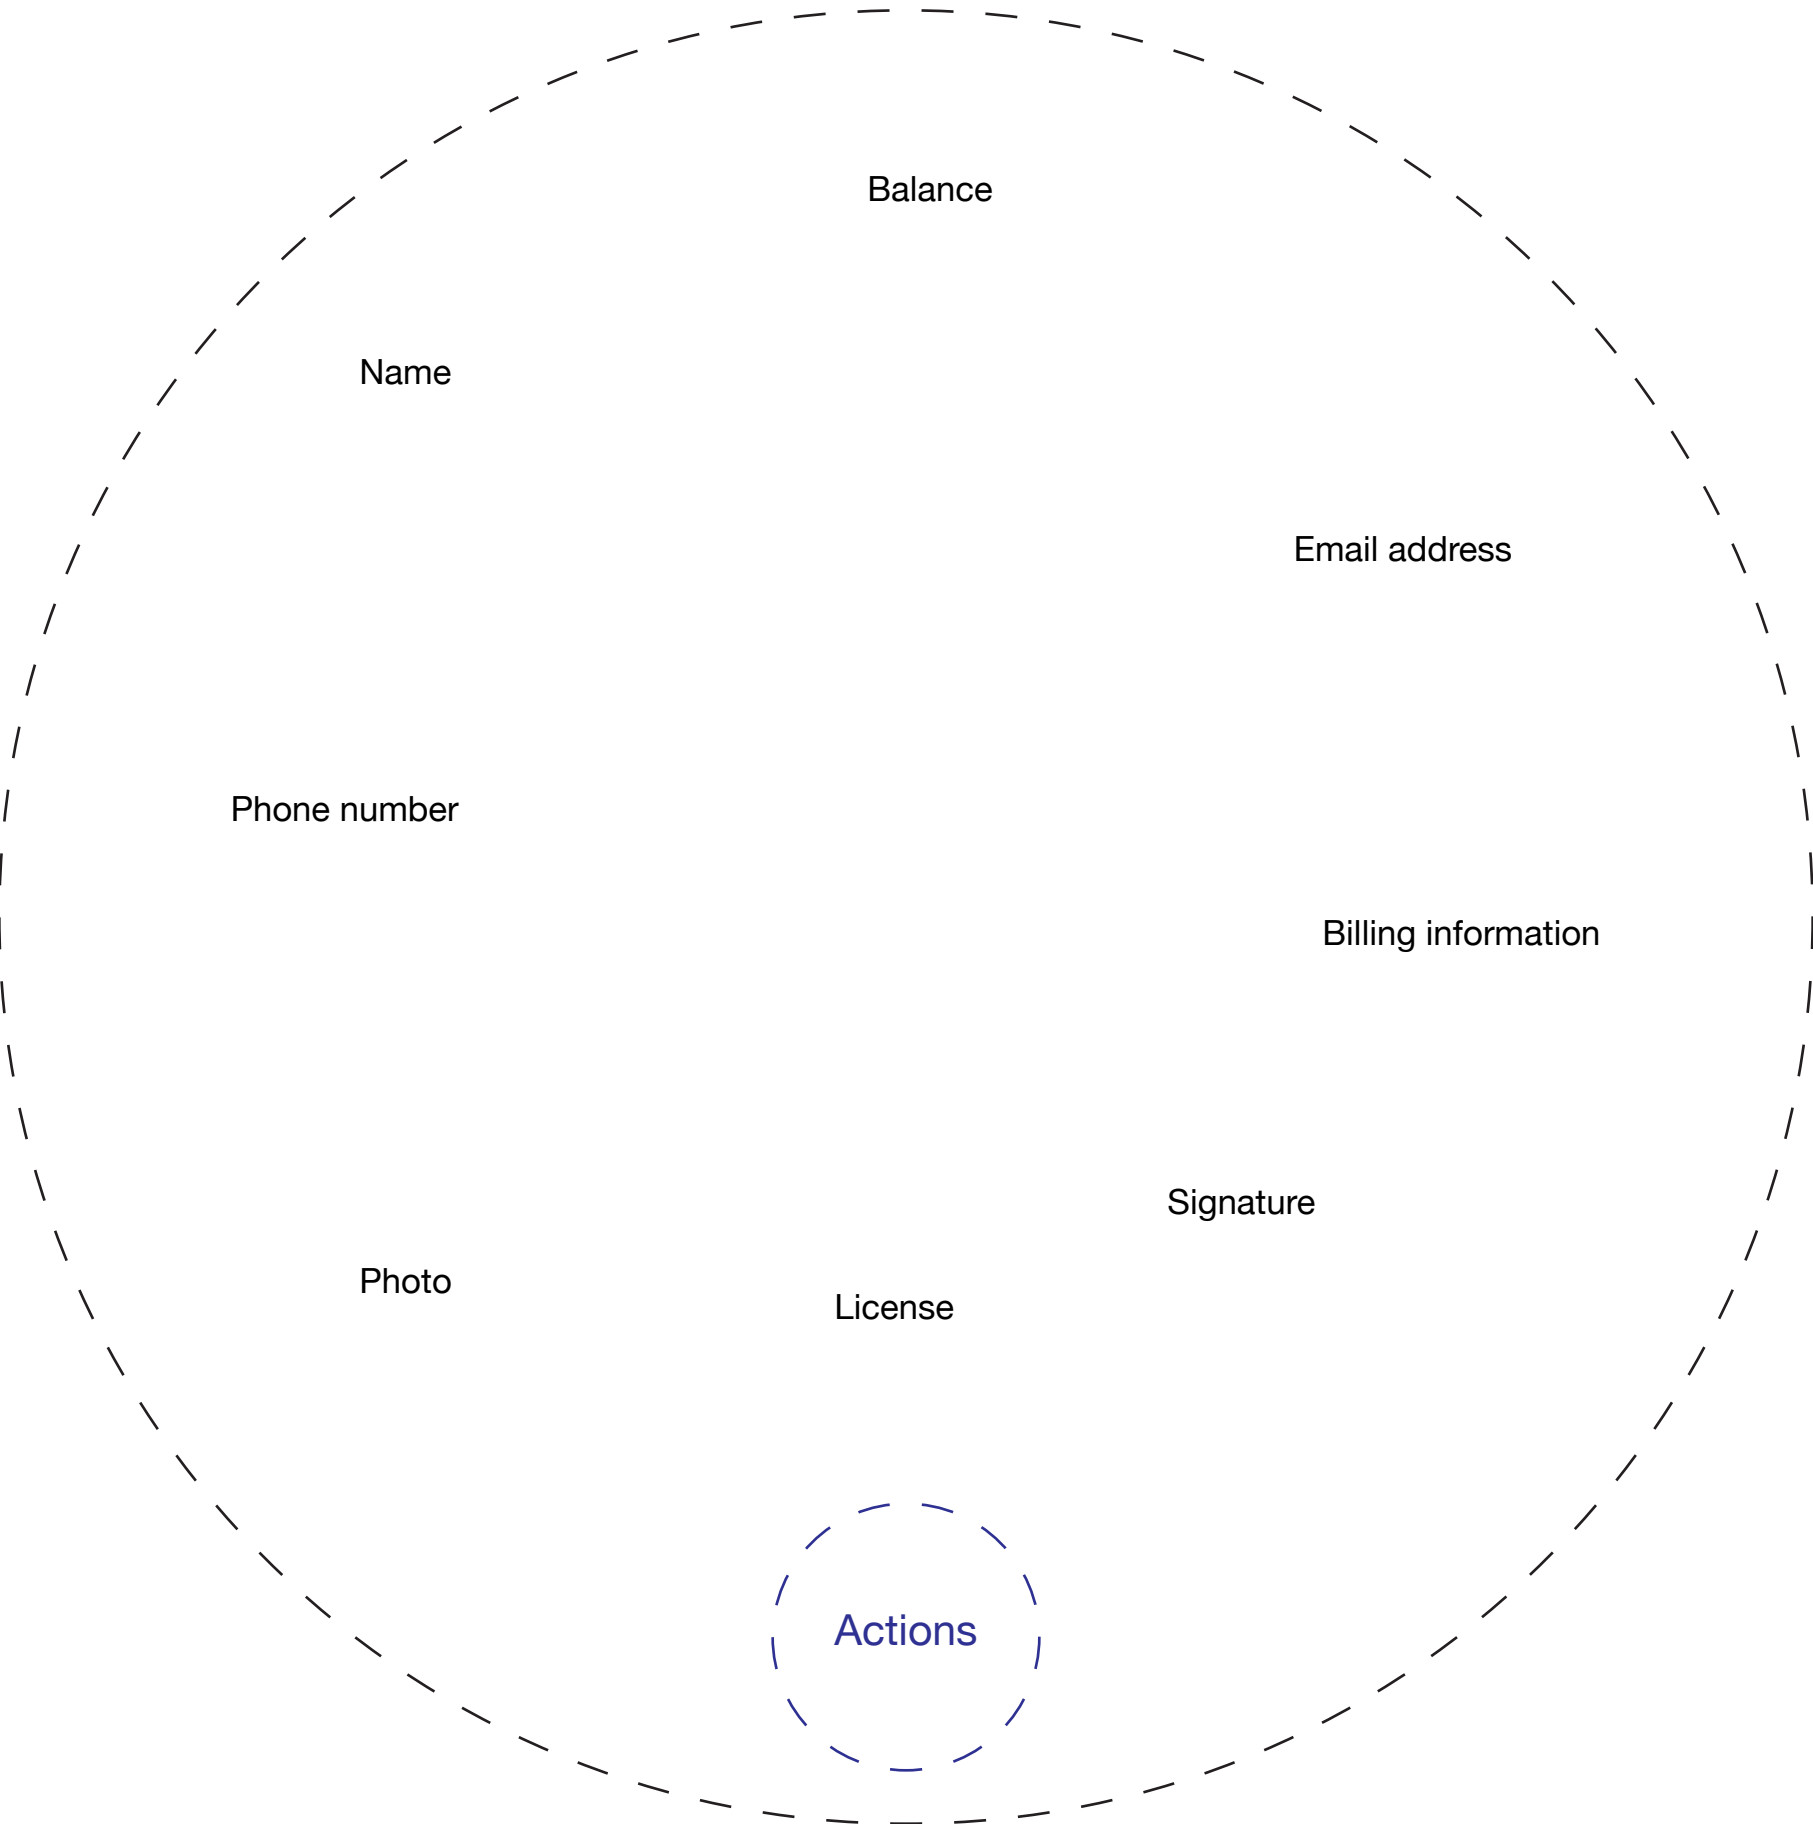 Balance
Name
Email address
Phone number
Billing information
Signature
Photo
License
Actions